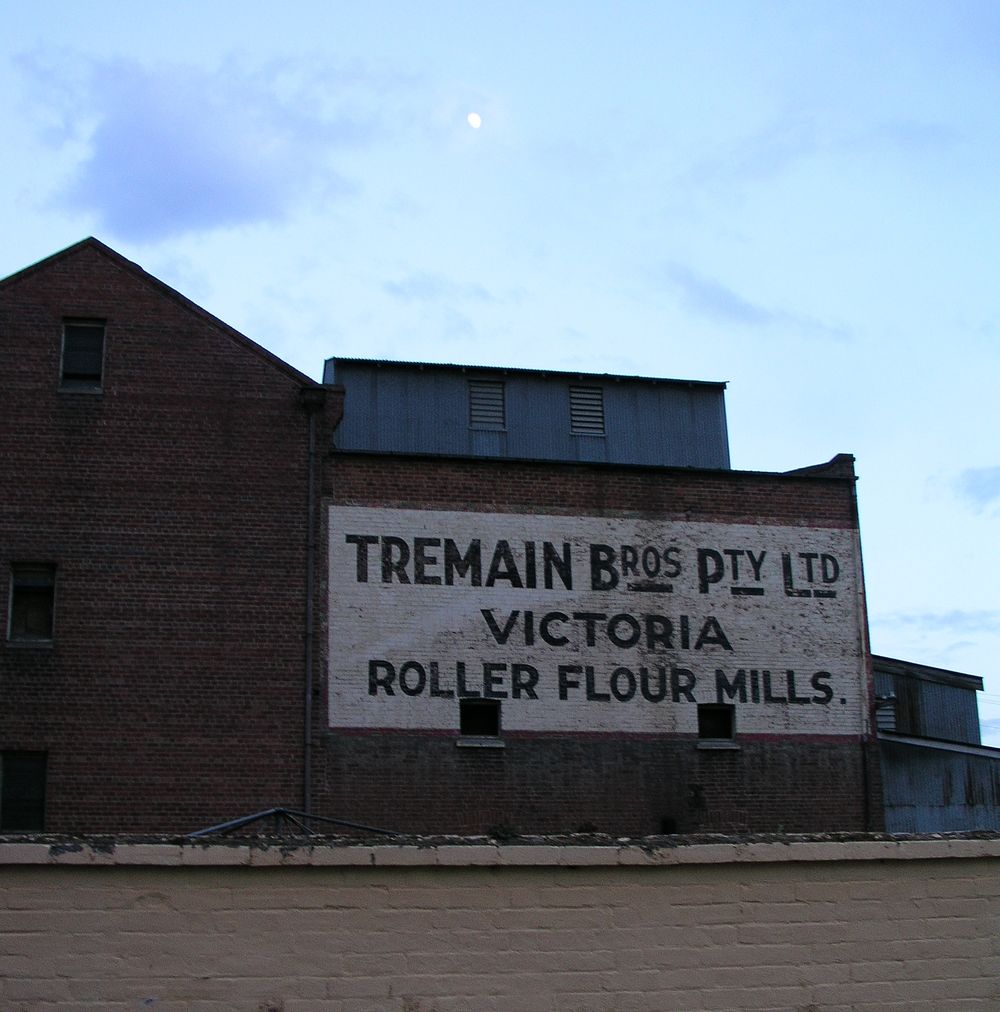 TREMAIN BROS PTY LTD
VICTORIA
ROLLER FLOUR MILLS.